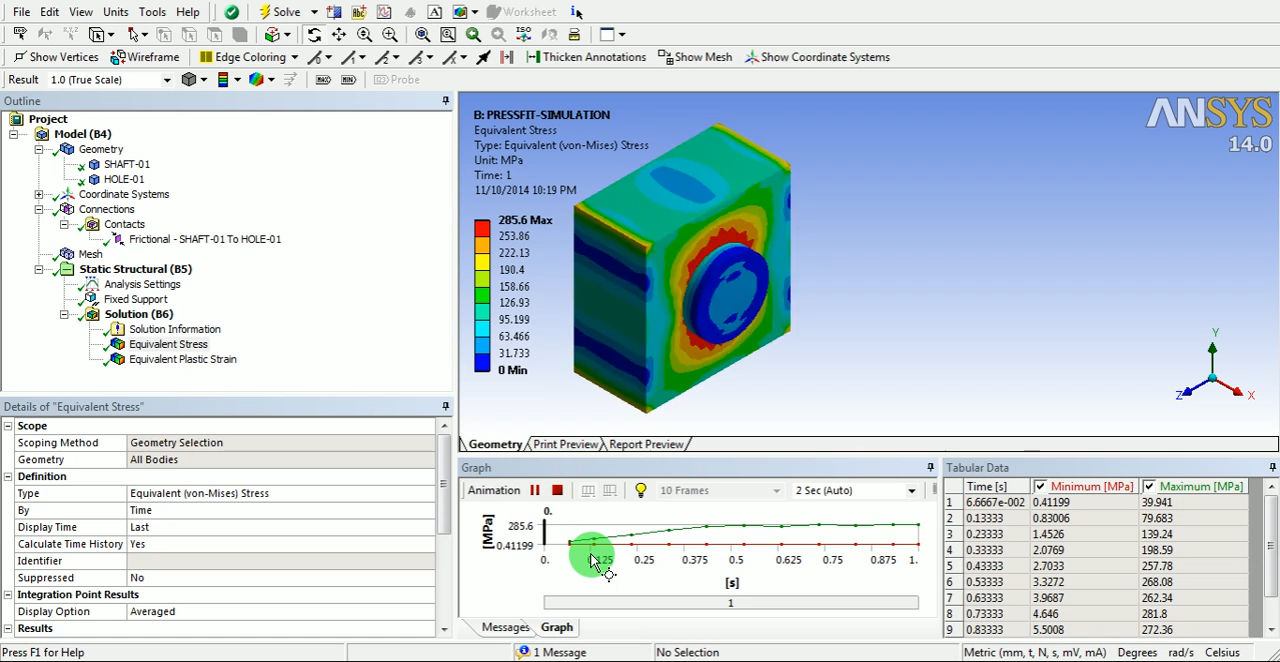 File Edit View Units Tools Help Solve Worksheet
Show Vertices Wireframe Edge Coloring Thicken Annotations Show Mesh Show Coordinate Systems
Result 1.0 (True Scale) MAX MIN Probe
Outline
Project
Model (B4)
Geometry
SHAFT-01
HOLE-01
Coordinate Systems
Connections
Contacts
Frictional - SHAFT-01 To HOLE-01
Mesh
Static Structural (B5)
Analysis Settings
Fixed Support
Solution (B6)
Solution Information
Equivalent Stress
Equivalent Plastic Strain
Details of "Equivalent Stress"
Scope
Scoping Method Geometry Selection
Geometry All Bodies
Definition
Type Equivalent (von-Mises) Stress
By Time
Display Time Last
Calculate Time History Yes
Identifier
Suppressed No
Integration Point Results
Display Option Averaged
Results
B: PRESSFIT-SIMULATION
Equivalent Stress
Type: Equivalent (von-Mises) Stress
Unit: MPa
Time: 1
11/10/2014 10:19 PM
285.6 Max
253.86
222.13
190.4
158.66
126.93
95.199
63.466
31.733
0 Min
ANSYS
14.0
Y
Z X
Geometry Print Preview Report Preview
Graph
Animation 10 Frames 2 Sec (Auto)
0.
[MPa]
285.6
0.41199
0. 0.125 0.25 0.375 0.5 0.625 0.75 0.875 1.
[s]
1
Messages Graph
Tabular Data
Time [s] Minimum [MPa] Maximum [MPa]
1 6.6667e-002 0.41199 39.941
2 0.13333 0.83006 79.683
3 0.23333 1.4526 139.24
4 0.33333 2.0769 198.59
5 0.43333 2.7033 257.78
6 0.53333 3.3272 268.08
7 0.63333 3.9687 262.34
8 0.73333 4.646 281.8
9 0.83333 5.5008 272.36
Press F1 for Help 1 Message No Selection Metric (mm, t, N, s, mV, mA) Degrees rad/s Celsius